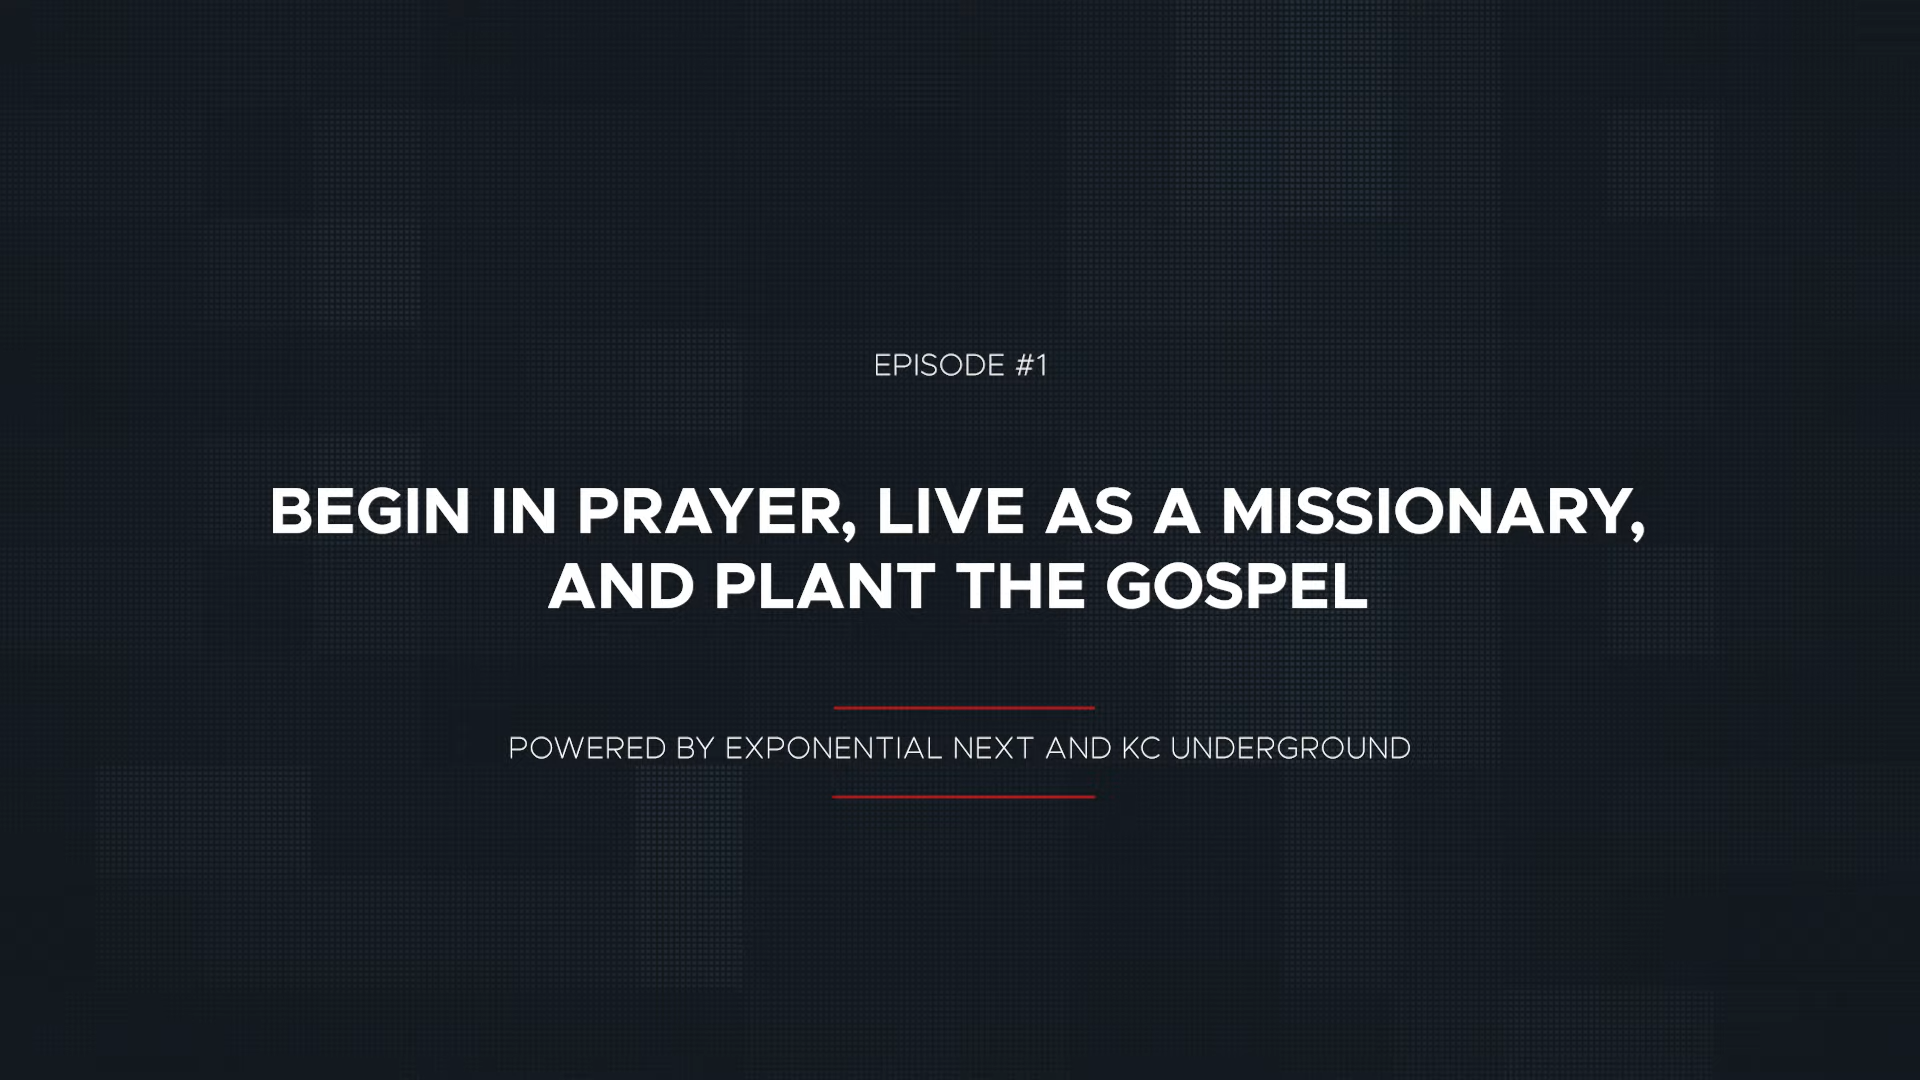 EPISODE #1
BEGIN IN PRAYER, LIVE AS A MISSIONARY,
AND PLANT THE GOSPEL
POWERED BY EXPONENTIAL NEXT AND KC UNDERGROUND